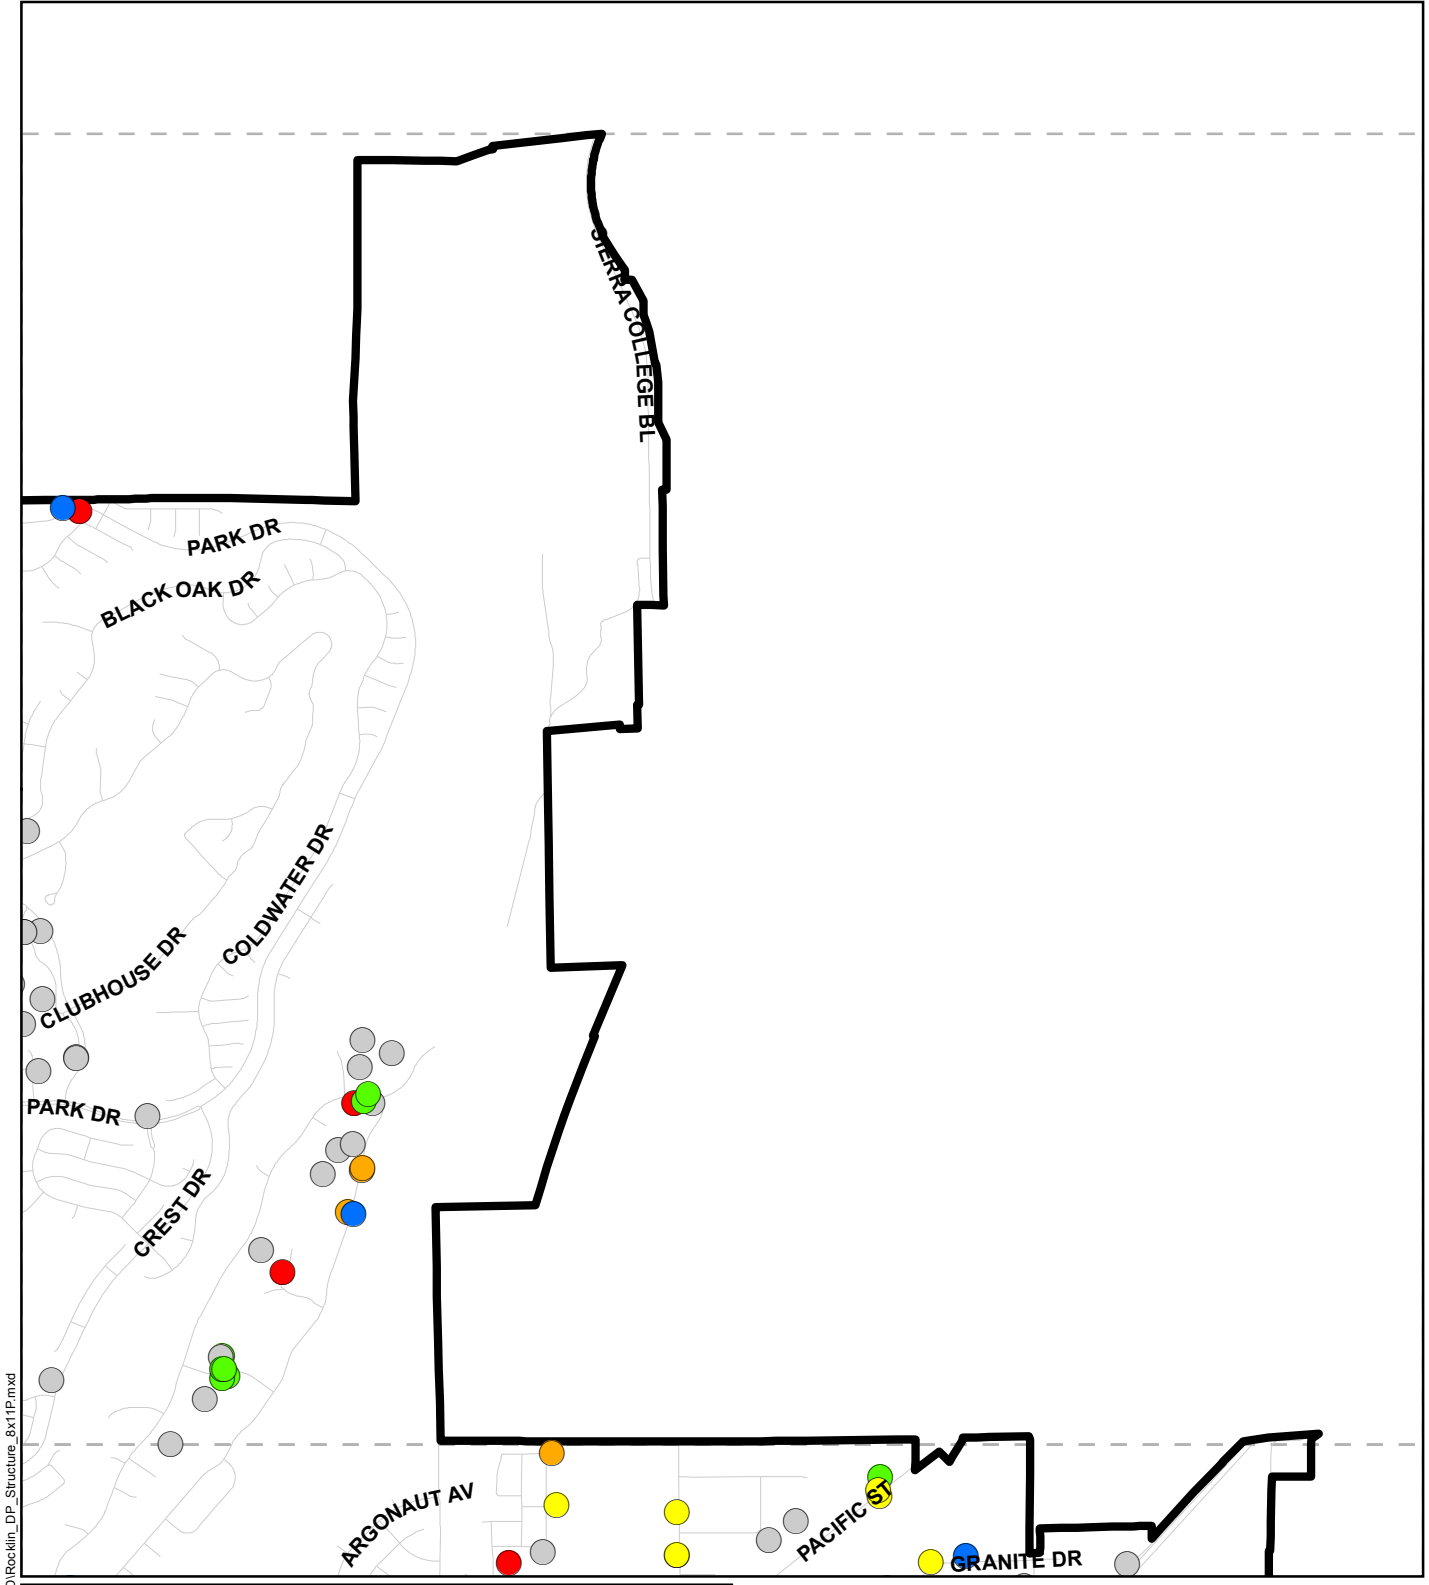 SIERRA COLLEGE BL
PARK DR
BLACK OAK DR
COLDWATER DR
CLUBHOUSE DR
PARK DR
CREST DR
ARGONAUT AV
PACIFIC ST
GRANITE DR
\Rocklin_DP_Structure_8x11P.mxd